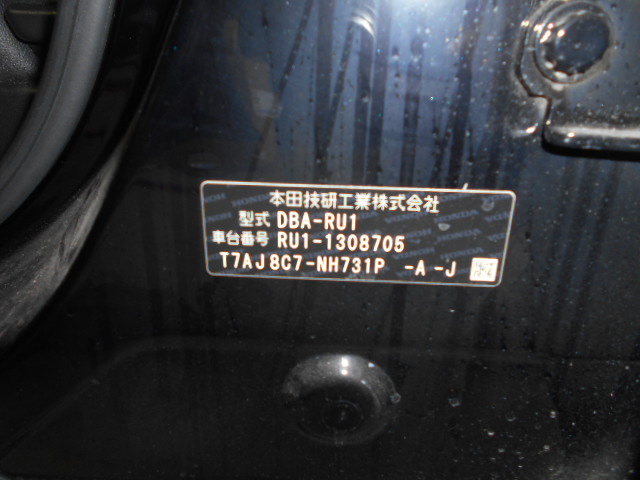 本田技研工業株式会社
型式 DBA-RU1
車台番号 RU1-1308705
T7AJ8C7-NH731P -A -J